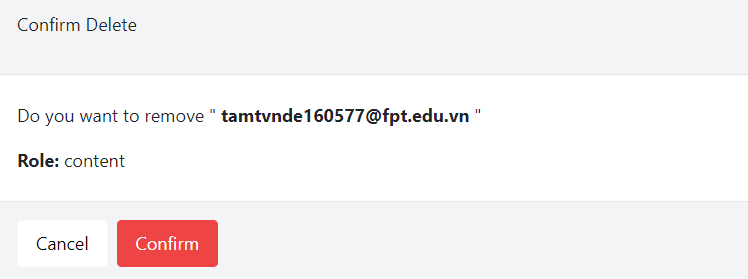 Confirm Delete
Do you want to remove " tamtvnde160577@fpt.edu.vn "
Role: content
Cancel Confirm